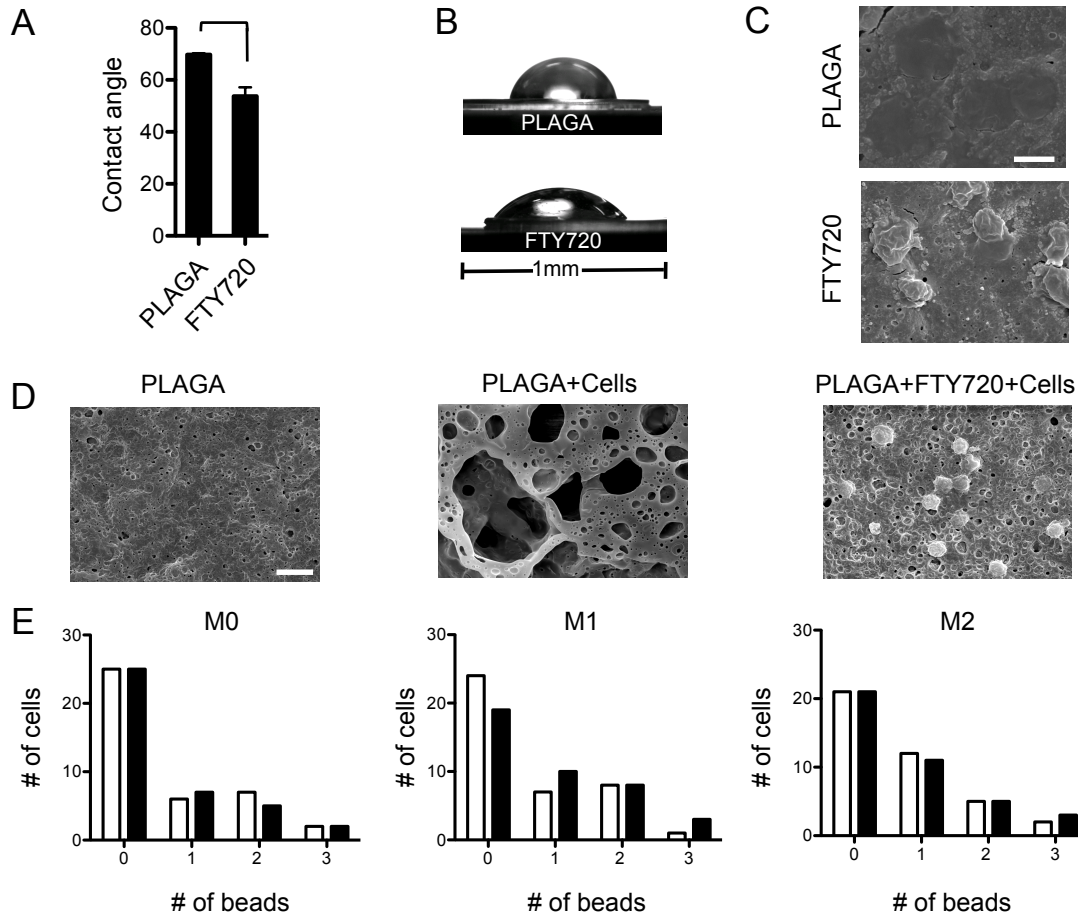 A
80
60
40
20
0
Contact angle
PLAGA
FTY720
B
PLAGA
FTY720
1mm
C
PLAGA
FTY720
D
PLAGA
PLAGA+Cells
PLAGA+FTY720+Cells
E
M0
30
20
10
0
# of cells
0 1 2 3
# of beads
M1
30
20
10
0
# of cells
0 1 2 3
# of beads
M2
30
20
10
0
# of cells
0 1 2 3
# of beads